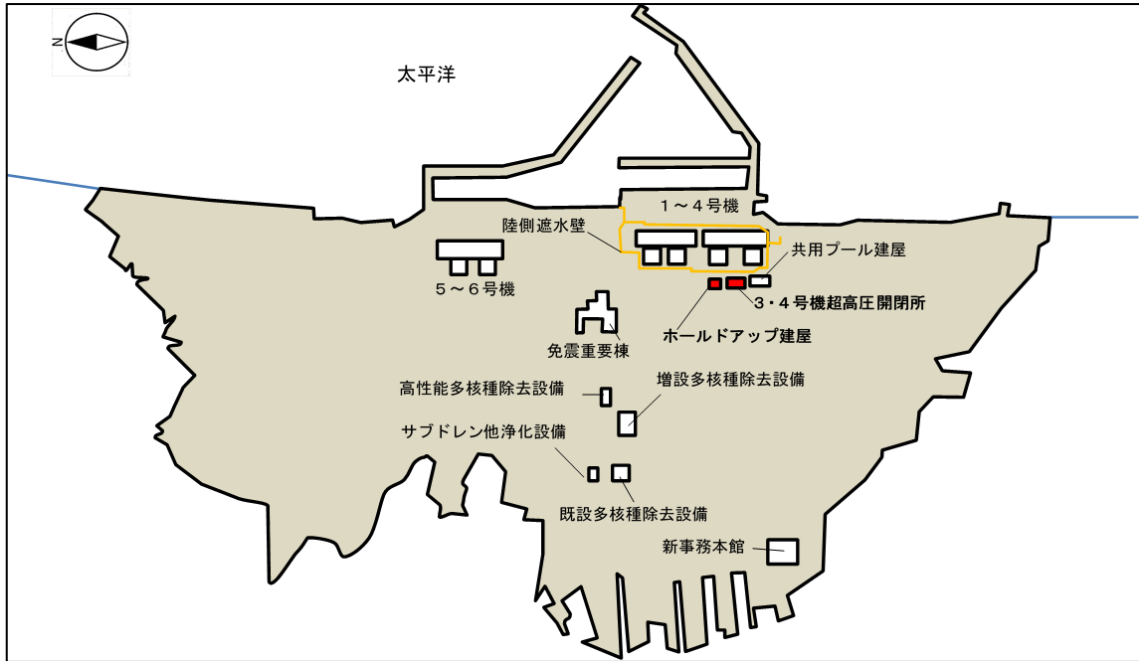 N
太平洋
1～4号機
陸側遮水壁
共用プール建屋
5～6号機
3・4号機超高圧開閉所
ホールドアップ建屋
免震重要棟
増設多核種除去設備
高性能多核種除去設備
サブドレン他浄化設備
既設多核種除去設備
新事務本館